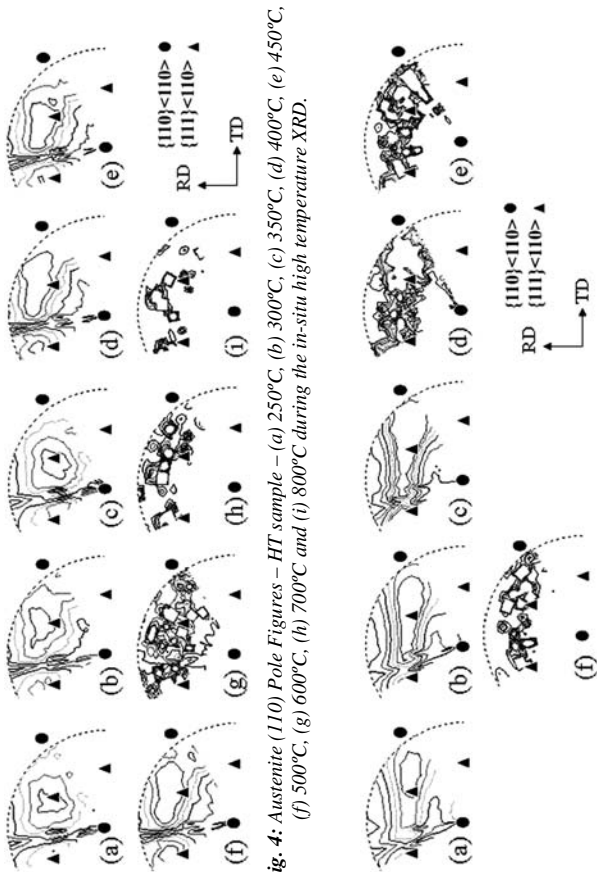 (a)
(b)
(c)
(d)
(e)
RD
TD
{110}<110>
{111}<110>
(f)
(g)
(h)
(i)
ig. 4: Austenite (110) Pole Figures – HT sample – (a) 250ºC, (b) 300ºC, (c) 350ºC, (d) 400ºC, (e) 450ºC,
(f) 500ºC, (g) 600ºC, (h) 700ºC and (i) 800ºC during the in-situ high temperature XRD.
(a)
(b)
(c)
(d)
(e)
(f)
RD
TD
{110}<110>
{111}<110>